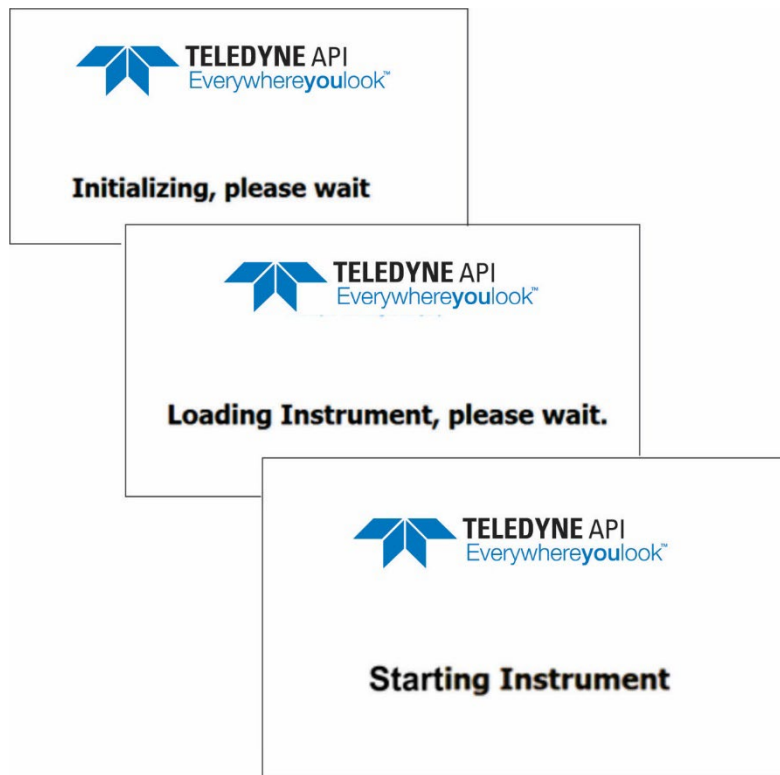 TELEDYNE API
Everywhereyoulook™
Initializing, please wait
TELEDYNE API
Everywhereyoulook™
Loading Instrument, please wait.
TELEDYNE API
Everywhereyoulook™
Starting Instrument